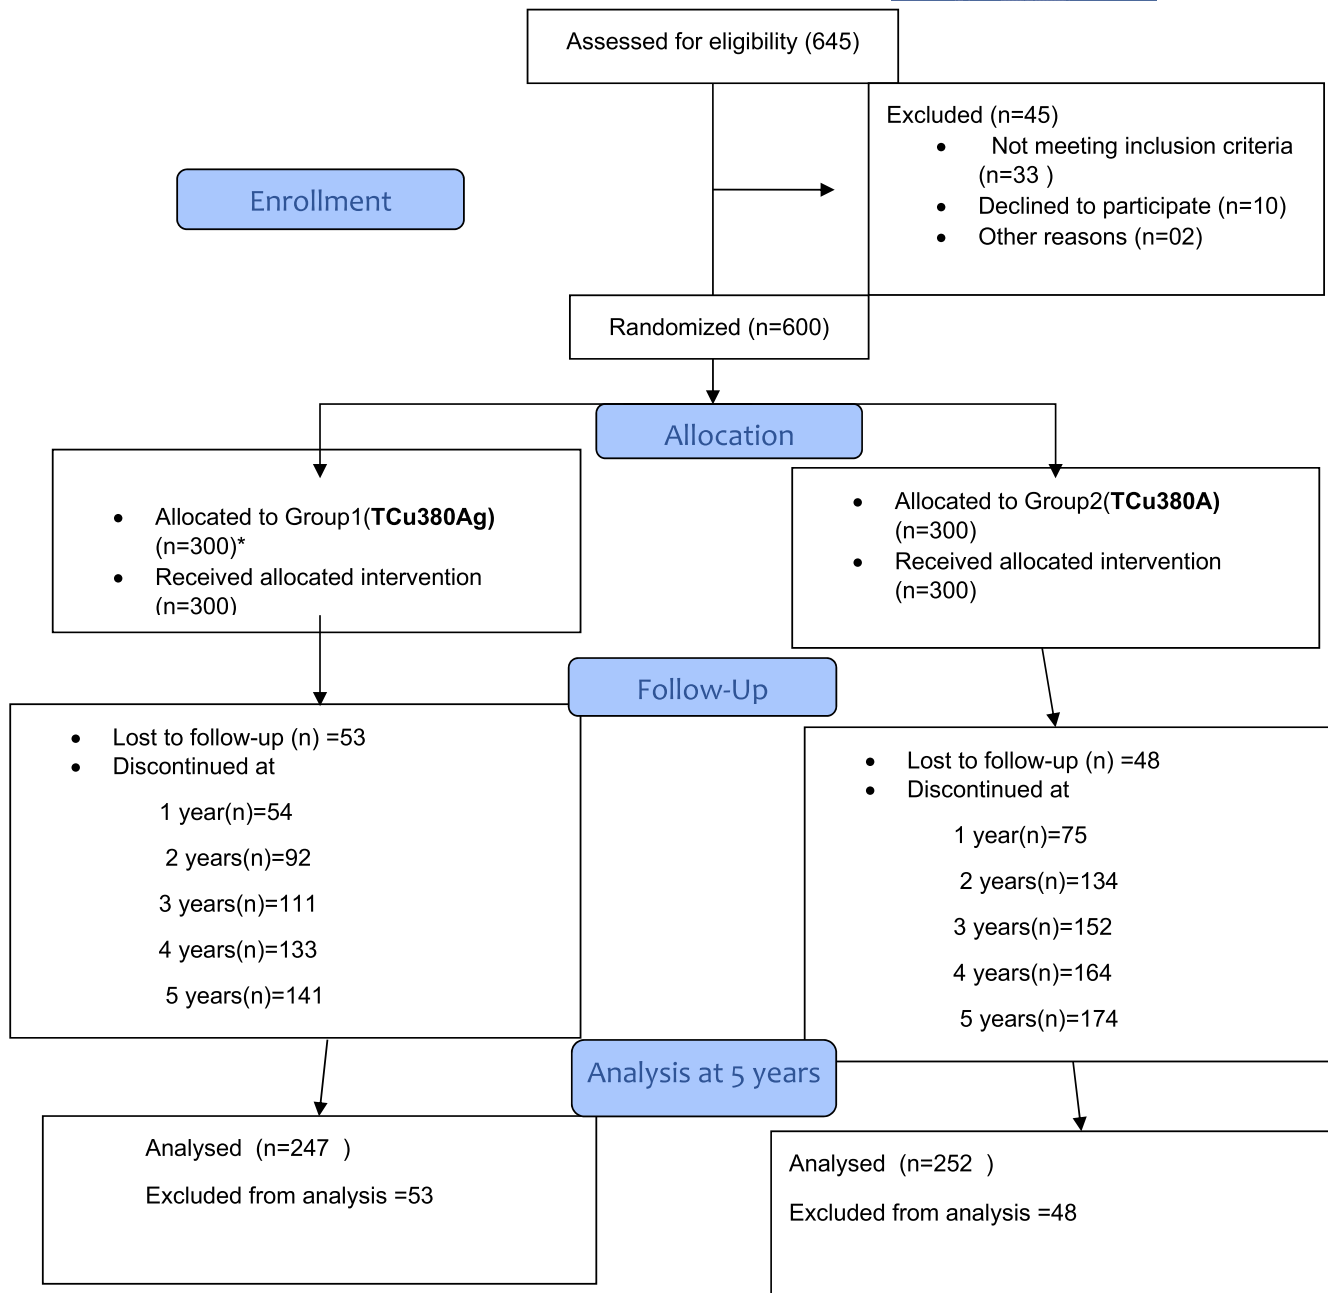 Assessed for eligibility (645)
Excluded (n=45)
• Not meeting inclusion criteria
(n=33 )
• Declined to participate (n=10)
• Other reasons (n=02)
Enrollment
Randomized (n=600)
Allocation
• Allocated to Group1(TCu380Ag)
(n=300)*
• Received allocated intervention
(n=300)
• Allocated to Group2(TCu380A)
(n=300)
• Received allocated intervention
(n=300)
Follow-Up
• Lost to follow-up (n) =53
• Discontinued at
1 year(n)=54
2 years(n)=92
3 years(n)=111
4 years(n)=133
5 years(n)=141
• Lost to follow-up (n) =48
• Discontinued at
1 year(n)=75
2 years(n)=134
3 years(n)=152
4 years(n)=164
5 years(n)=174
Analysis at 5 years
Analysed (n=247 )
Excluded from analysis =53
Analysed (n=252 )
Excluded from analysis =48